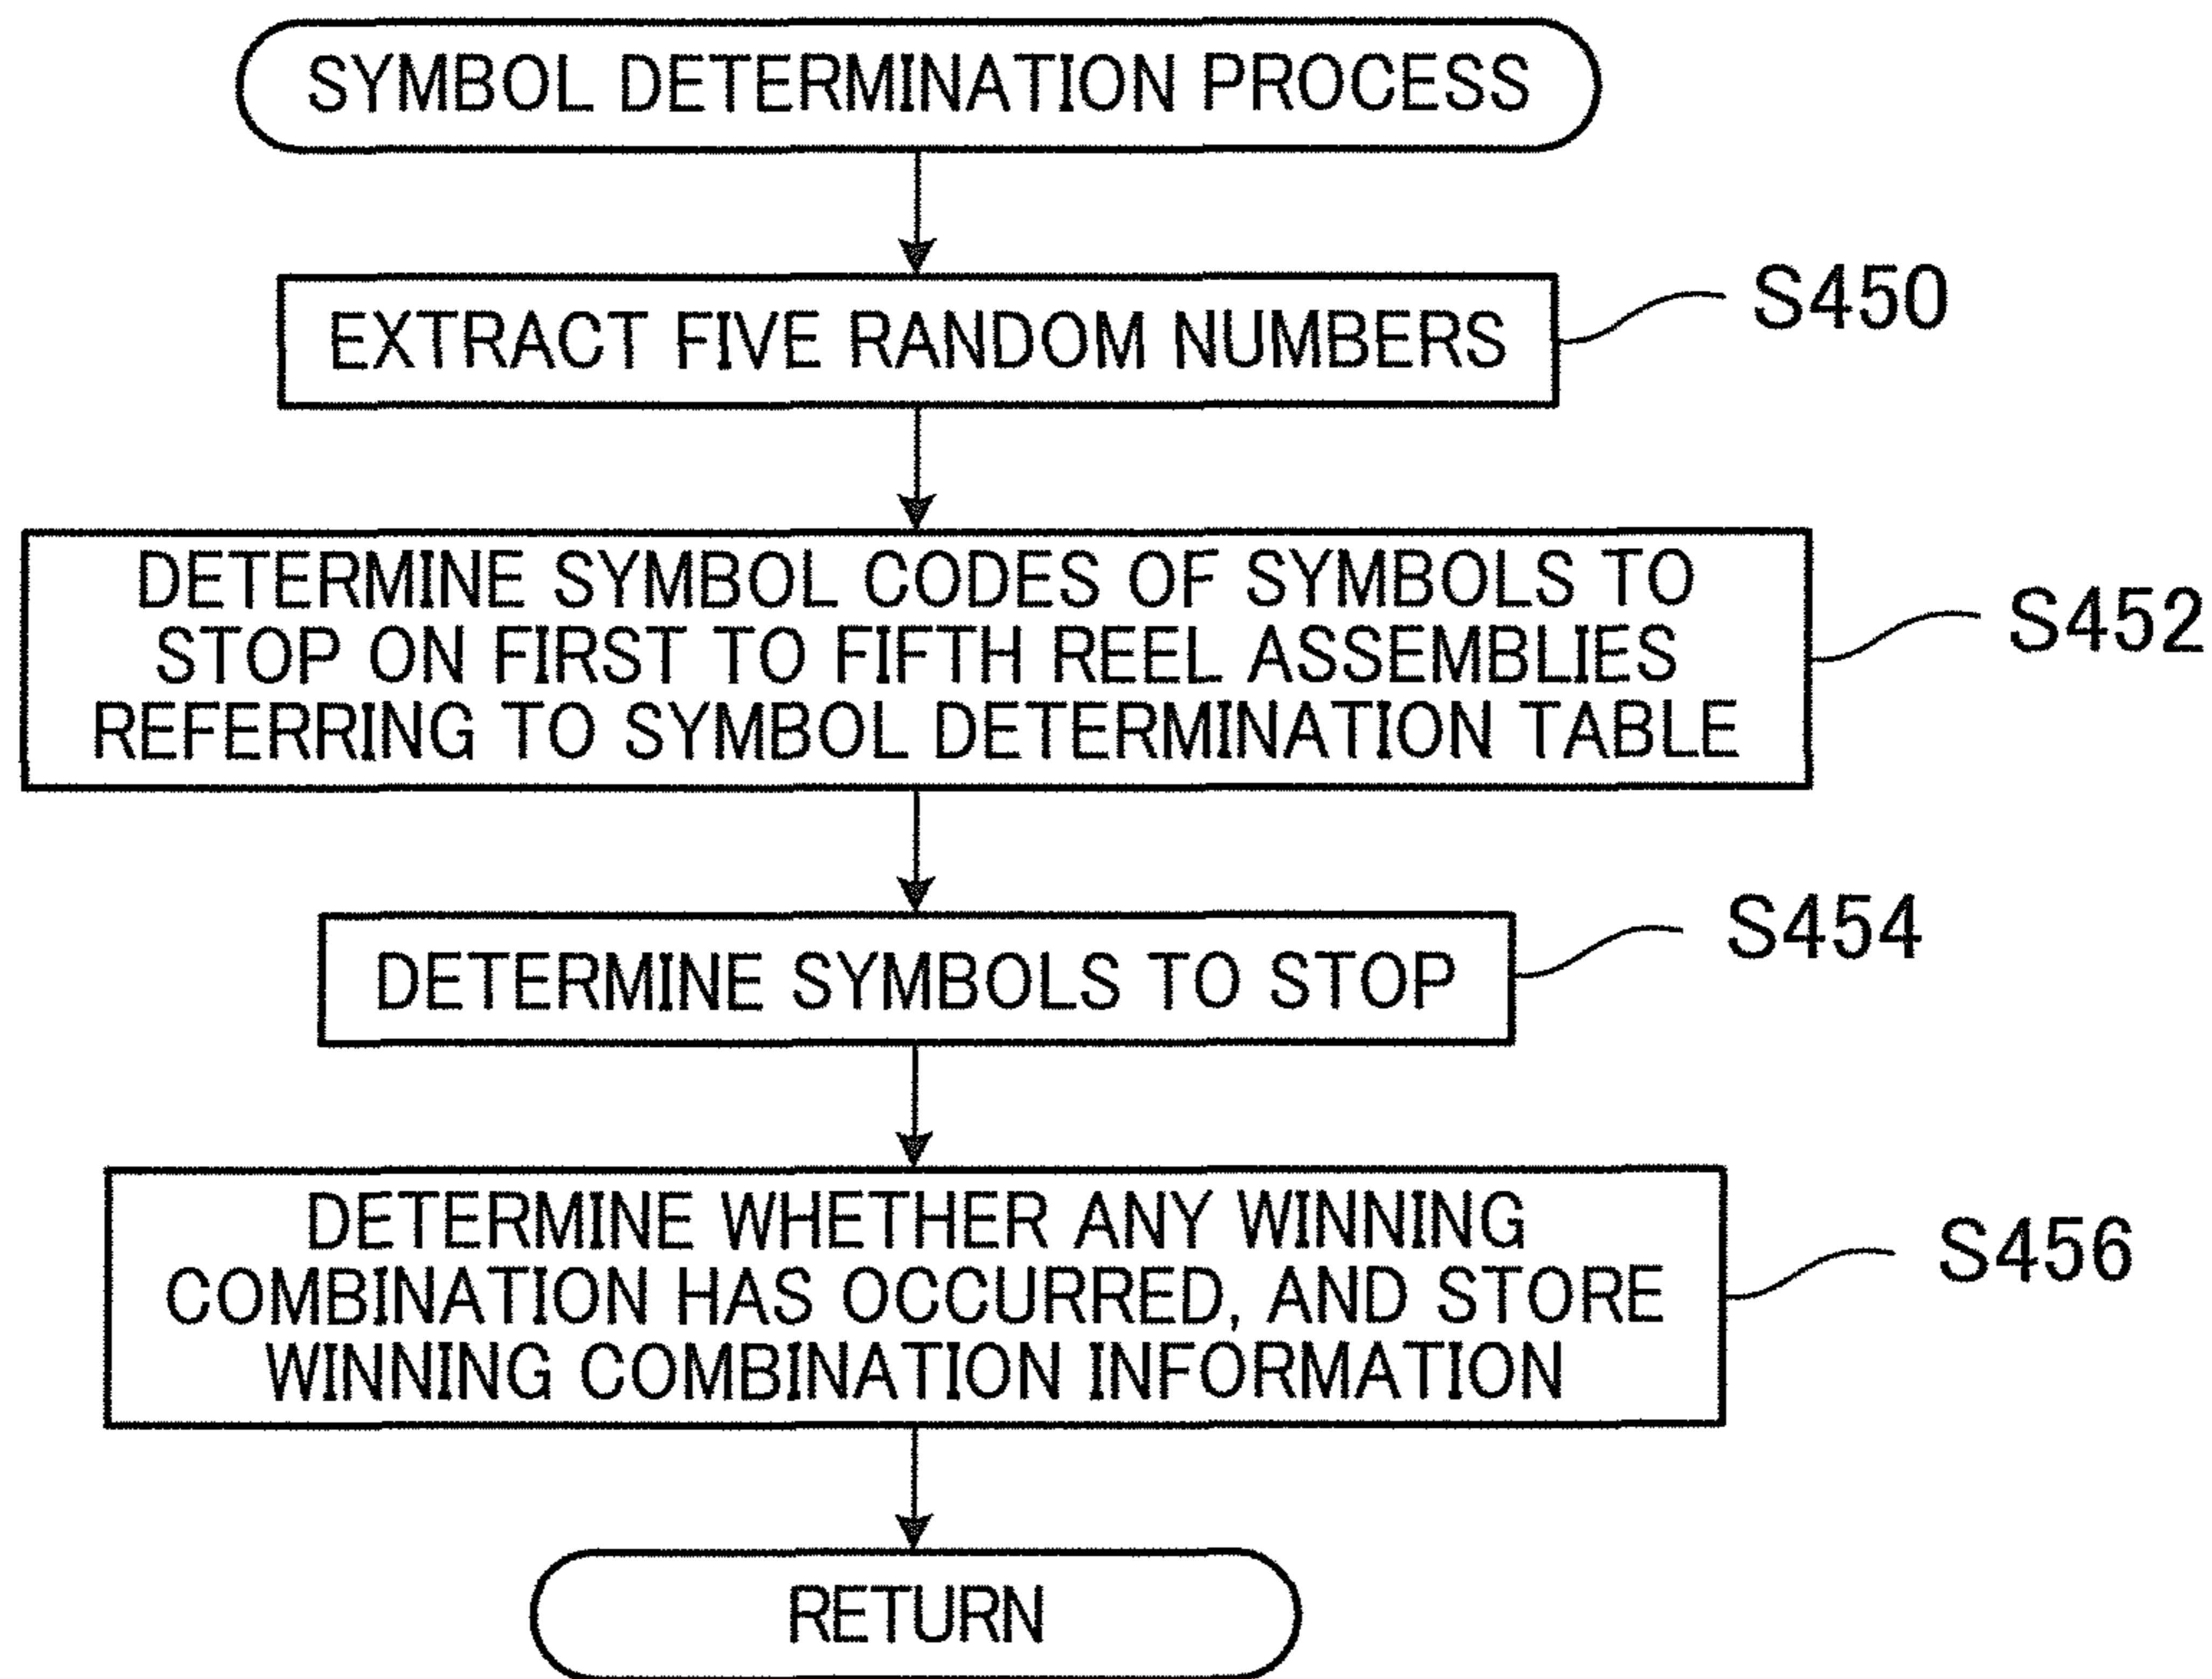 SYMBOL DETERMINATION PROCESS
EXTRACT FIVE RANDOM NUMBERS
S450
DETERMINE SYMBOL CODES OF SYMBOLS TO
STOP ON FIRST TO FIFTH REEL ASSEMBLIES
REFERRING TO SYMBOL DETERMINATION TABLE
S452
DETERMINE SYMBOLS TO STOP
S454
DETERMINE WHETHER ANY WINNING
COMBINATION HAS OCCURRED, AND STORE
WINNING COMBINATION INFORMATION
S456
RETURN